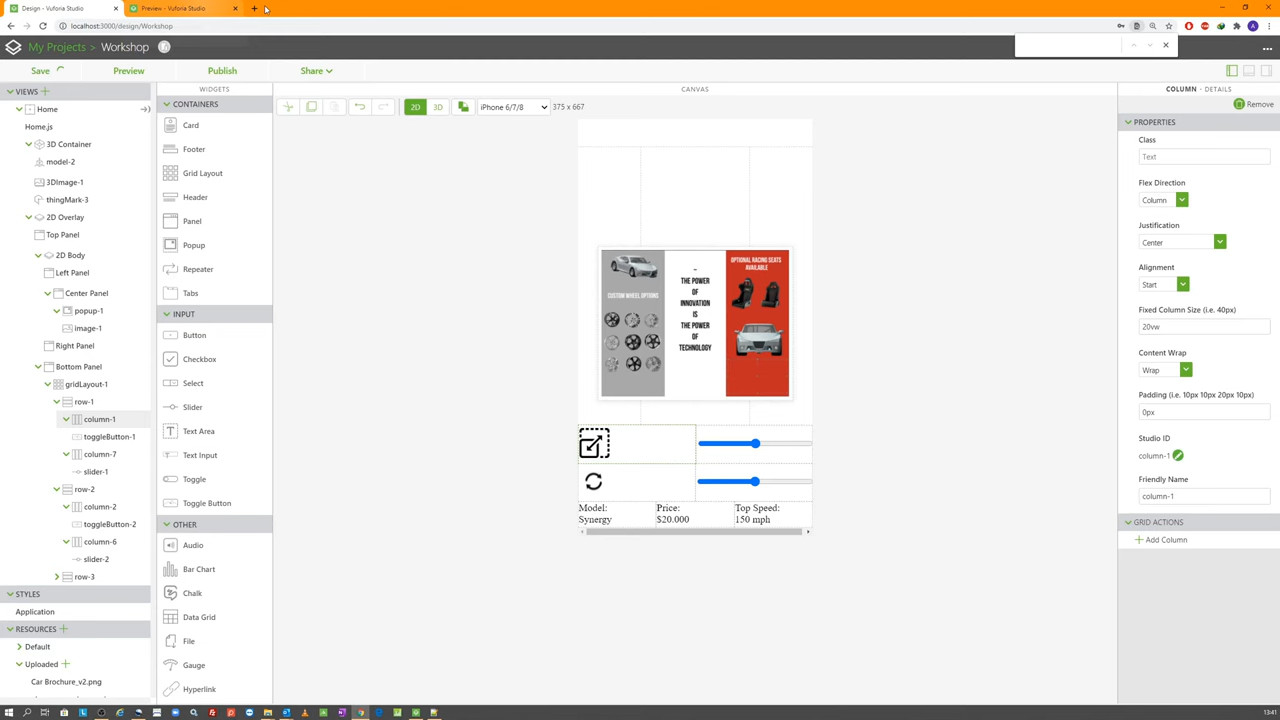 Design - Vuforia Studio
Preview - Vuforia Studio
localhost:3000/design/Workshop
My Projects > Workshop
Save
Preview
Publish
Share
VIEWS
Home
Home.js
3D Container
model-2
3DImage-1
thingMark-3
2D Overlay
Top Panel
2D Body
Left Panel
Center Panel
popup-1
image-1
Right Panel
Bottom Panel
gridLayout-1
row-1
column-1
toggleButton-1
column-7
slider-1
row-2
column-2
toggleButton-2
column-6
slider-2
row-3
STYLES
Application
RESOURCES
Default
Uploaded
Car Brochure_v2.png
WIDGETS
CONTAINERS
Card
Footer
Grid Layout
Header
Panel
Popup
Repeater
Tabs
INPUT
Button
Checkbox
Select
Slider
Text Area
Text Input
Toggle
Toggle Button
OTHER
Audio
Bar Chart
Chalk
Data Grid
File
Gauge
Hyperlink
CANVAS
2D
3D
iPhone 6/7/8
375 x 667
CUSTOM WHEEL OPTIONS
THE POWER
OF
INNOVATION
IS
THE POWER
OF
TECHNOLOGY
OPTIONAL RACING SEATS
AVAILABLE
Model:
Synergy
Price:
$20.000
Top Speed:
150 mph
COLUMN - DETAILS
Remove
PROPERTIES
Class
Text
Flex Direction
Column
Justification
Center
Alignment
Start
Fixed Column Size (i.e. 40px)
20vw
Content Wrap
Wrap
Padding (i.e. 10px 10px 20px 10px)
0px
Studio ID
column-1
Friendly Name
column-1
GRID ACTIONS
Add Column
13:41